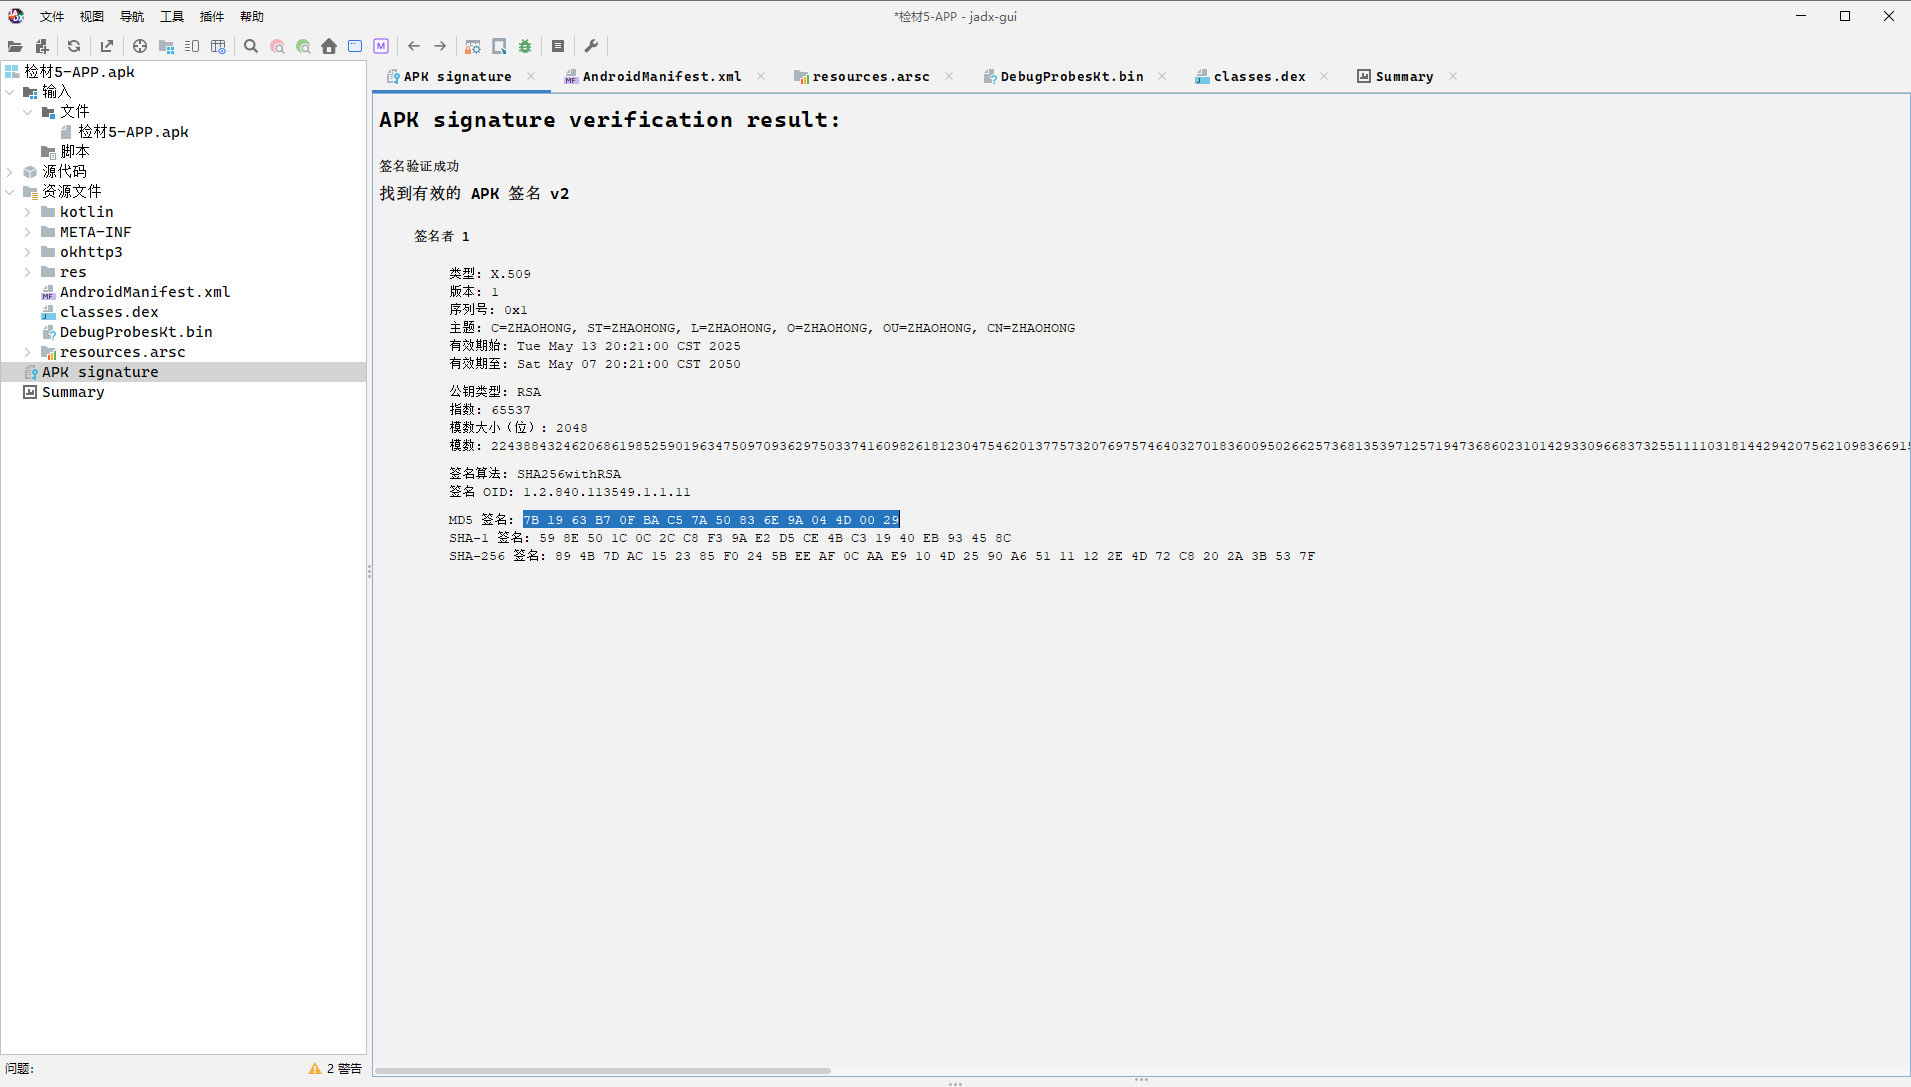 *检材5-APP - jadx-gui
文件 视图 导航 工具 插件 帮助
检材5-APP.apk
输入
文件
检材5-APP.apk
脚本
源代码
资源文件
kotlin
META-INF
okhttp3
res
AndroidManifest.xml
classes.dex
DebugProbesKt.bin
resources.arsc
APK signature
Summary
问题:
2 警告
APK signature AndroidManifest.xml resources.arsc DebugProbesKt.bin classes.dex Summary
APK signature verification result:
签名验证成功
找到有效的 APK 签名 v2
签名者 1
类型: X.509
版本: 1
序列号: 0x1
主题: C=ZHAOHONG, ST=ZHAOHONG, L=ZHAOHONG, O=ZHAOHONG, OU=ZHAOHONG, CN=ZHAOHONG
有效期始: Tue May 13 20:21:00 CST 2025
有效期至: Sat May 07 20:21:00 CST 2050
公钥类型: RSA
指数: 65537
模数大小（位）: 2048
模数: 2243884324620686198525901963475097093629750337416098261812304754620137757320769757464032701836009502662573681353971257194736860231014293309668373255111103181442942075621098366915
签名算法: SHA256withRSA
签名 OID: 1.2.840.113549.1.1.11
MD5 签名: 7B 19 63 B7 0F BA C5 7A 50 83 6E 9A 04 4D 00 29
SHA-1 签名: 59 8E 50 1C 0C 2C C8 F3 9A E2 D5 CE 4B C3 19 40 EB 93 45 8C
SHA-256 签名: 89 4B 7D AC 15 23 85 F0 24 5B EE AF 0C AA E9 10 4D 25 90 A6 51 11 12 2E 4D 72 C8 20 2A 3B 53 7F